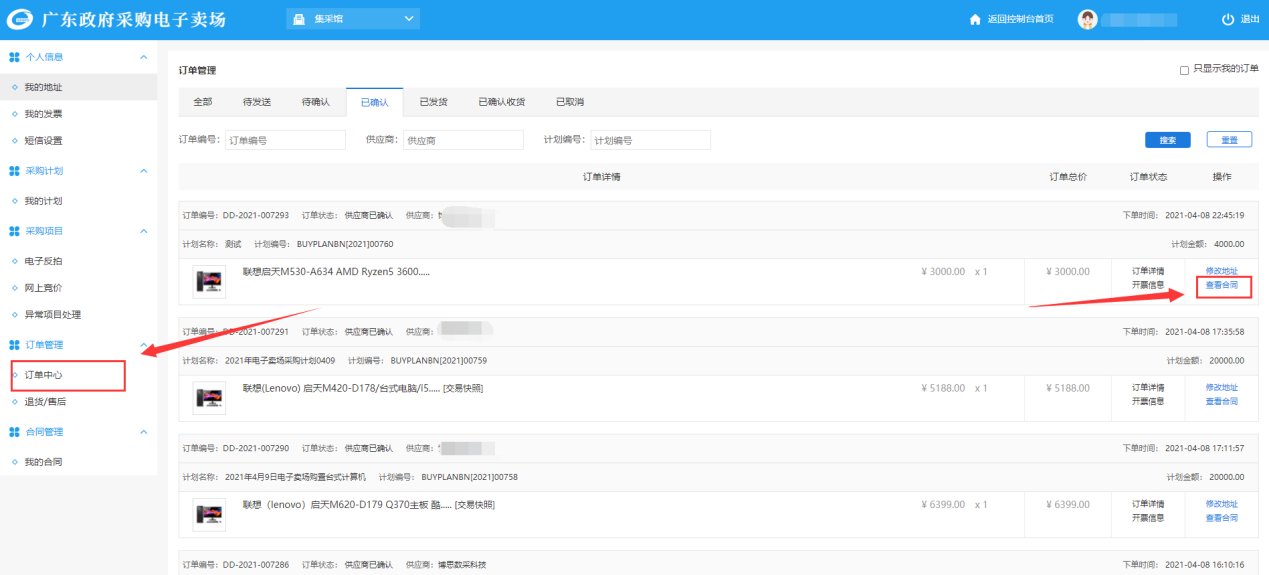 广东政府采购电子卖场
集采馆
返回控制台首页
退出
个人信息
我的地址
我的发票
短信设置
采购计划
我的计划
采购项目
电子反拍
网上竞价
异常项目处理
订单管理
订单中心
退货/售后
合同管理
我的合同
订单管理
只显示我的订单
全部 待发送 待确认 已确认 已发货 已确认收货 已取消
订单编号： 订单编号 供应商： 供应商 计划编号： 计划编号 搜索 重置
订单详情 订单总价 订单状态 操作
订单编号： DD-2021-007293 订单状态： 供应商已确认 供应商： 下单时间： 2021-04-08 22:45:19
计划名称： 测试 计划编号： BUYPLANBN[2021]00760 计划金额： 4000.00
联想启天M530-A634 AMD Ryzen5 3600..... ¥ 3000.00 x 1 ¥ 3000.00 订单详情 修改地址
开票信息 查看合同
订单编号： DD-2021-007291 订单状态： 供应商已确认 供应商： 下单时间： 2021-04-08 17:35:58
计划名称： 2021年电子卖场采购计划0409 计划编号： BUYPLANBN[2021]00759 计划金额： 20000.00
联想(Lenovo) 启天M420-D178/台式电脑/i5..... [交易快照] ¥ 5188.00 x 1 ¥ 5188.00 订单详情 修改地址
开票信息 查看合同
订单编号： DD-2021-007290 订单状态： 供应商已确认 供应商： 下单时间： 2021-04-08 17:11:57
计划名称： 2021年4月9日电子卖场购置台式计算机 计划编号： BUYPLANBN[2021]00758 计划金额： 20000.00
联想（lenovo）启天M620-D179 Q370主板 酷..... [交易快照] ¥ 6399.00 x 1 ¥ 6399.00 订单详情 修改地址
开票信息 查看合同
订单编号： DD-2021-007286 订单状态： 供应商已确认 供应商： 博思数采科技 下单时间： 2021-04-08 16:10:16